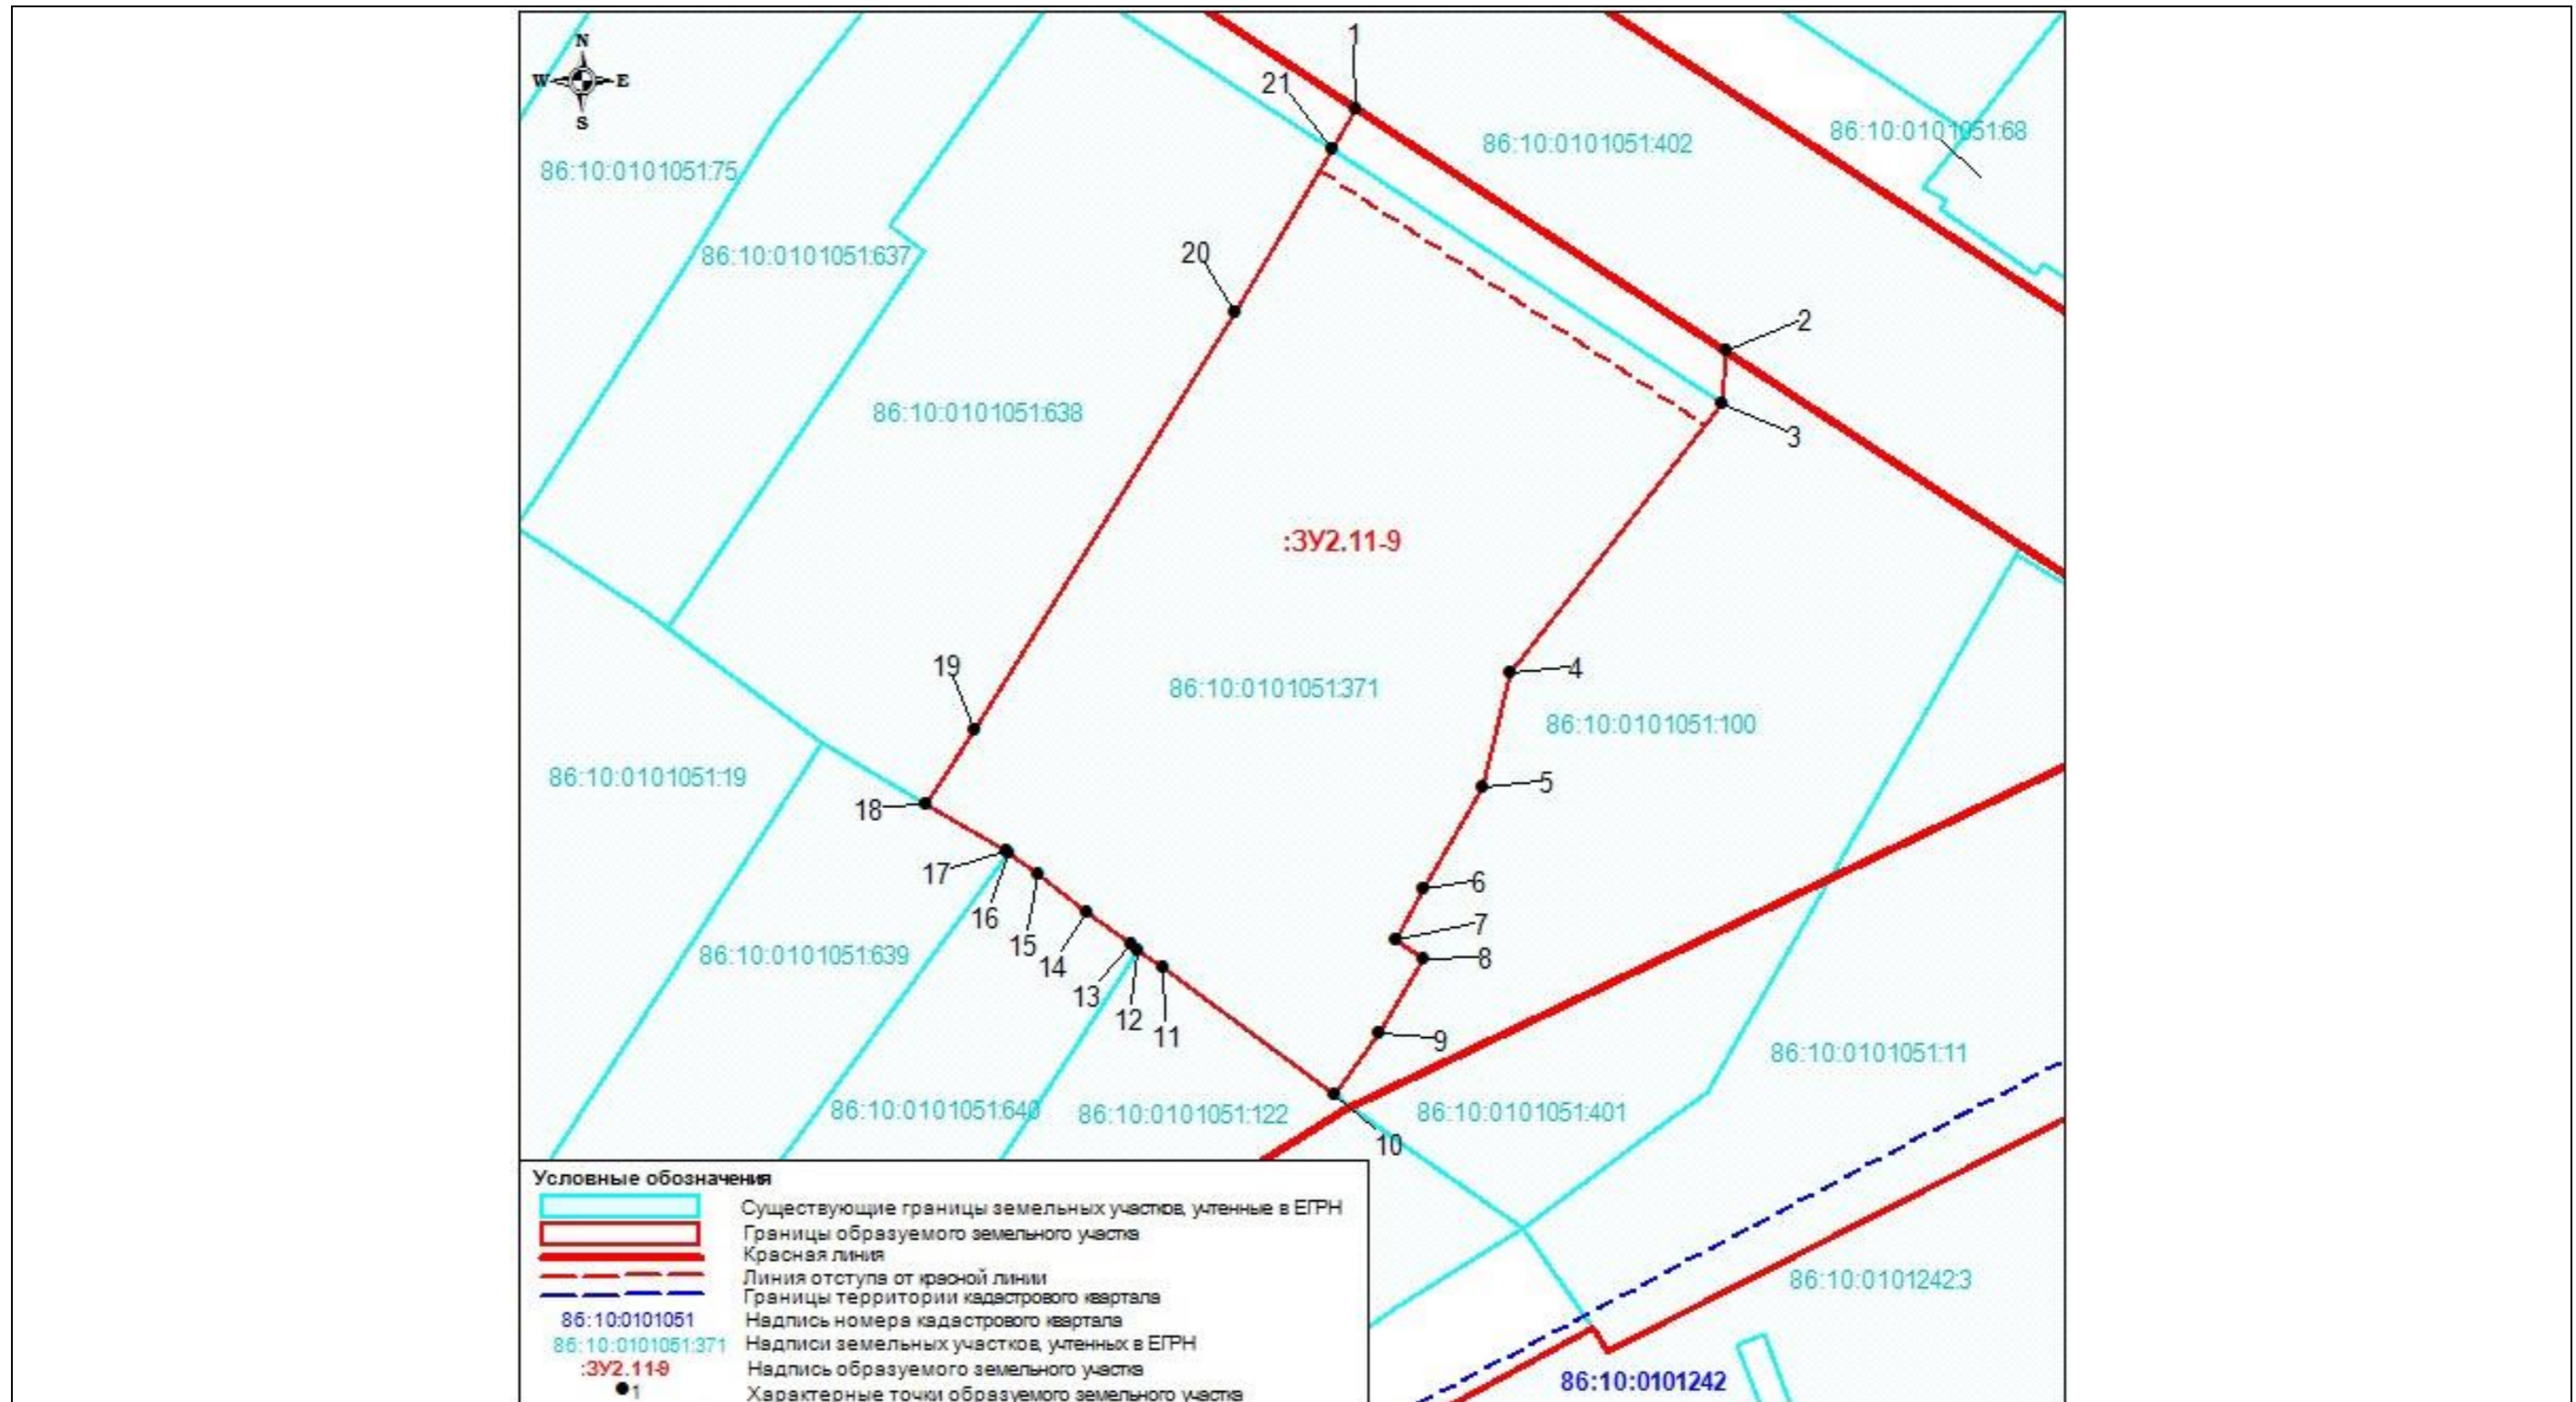 N
W E
S
1
21
86:10:0101051:402
86:10:0101051:68
86:10:0101051:75
86:10:0101051:637
20
2
86:10:0101051:638
3
:ЗУ2.11-9
19
4
86:10:0101051:371
86:10:0101051:100
86:10:0101051:19
5
18
17
6
16
7
15
86:10:0101051:639
8
14
13
12
11
9
86:10:0101051:11
86:10:0101051:640
86:10:0101051:122
86:10:0101051:401
10
Условные обозначения
Существующие границы земельных участков, учтенные в ЕГРН
Границы образуемого земельного участка
Красная линия
Линия отступа от красной линии
Границы территории кадастрового квартала
86:10:0101051 Надпись номера кадастрового квартала
86:10:0101051:371 Надписи земельных участков, учтенных в ЕГРН
:ЗУ2.11-9 Надпись образуемого земельного участка
1 Характерные точки образуемого земельного участка
86:10:0101242:3
86:10:0101242